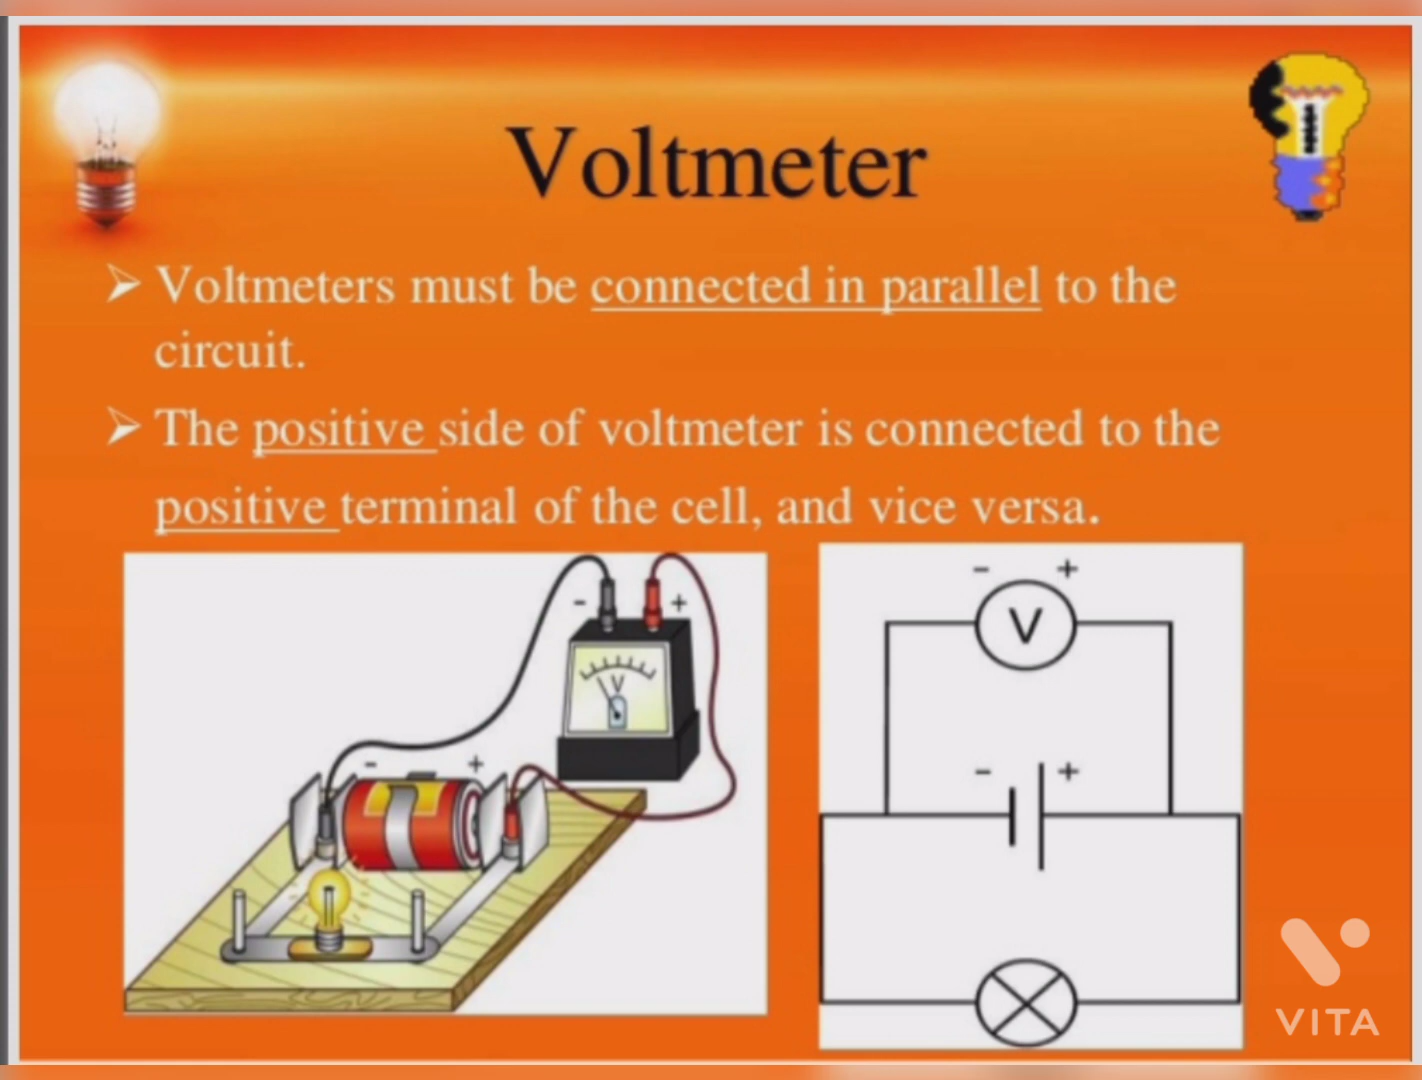 Voltmeter
Voltmeters must be connected in parallel to the
circuit.
The positive side of voltmeter is connected to the
positive terminal of the cell, and vice versa.
- +
V
- +
- +
V
- +
VITA